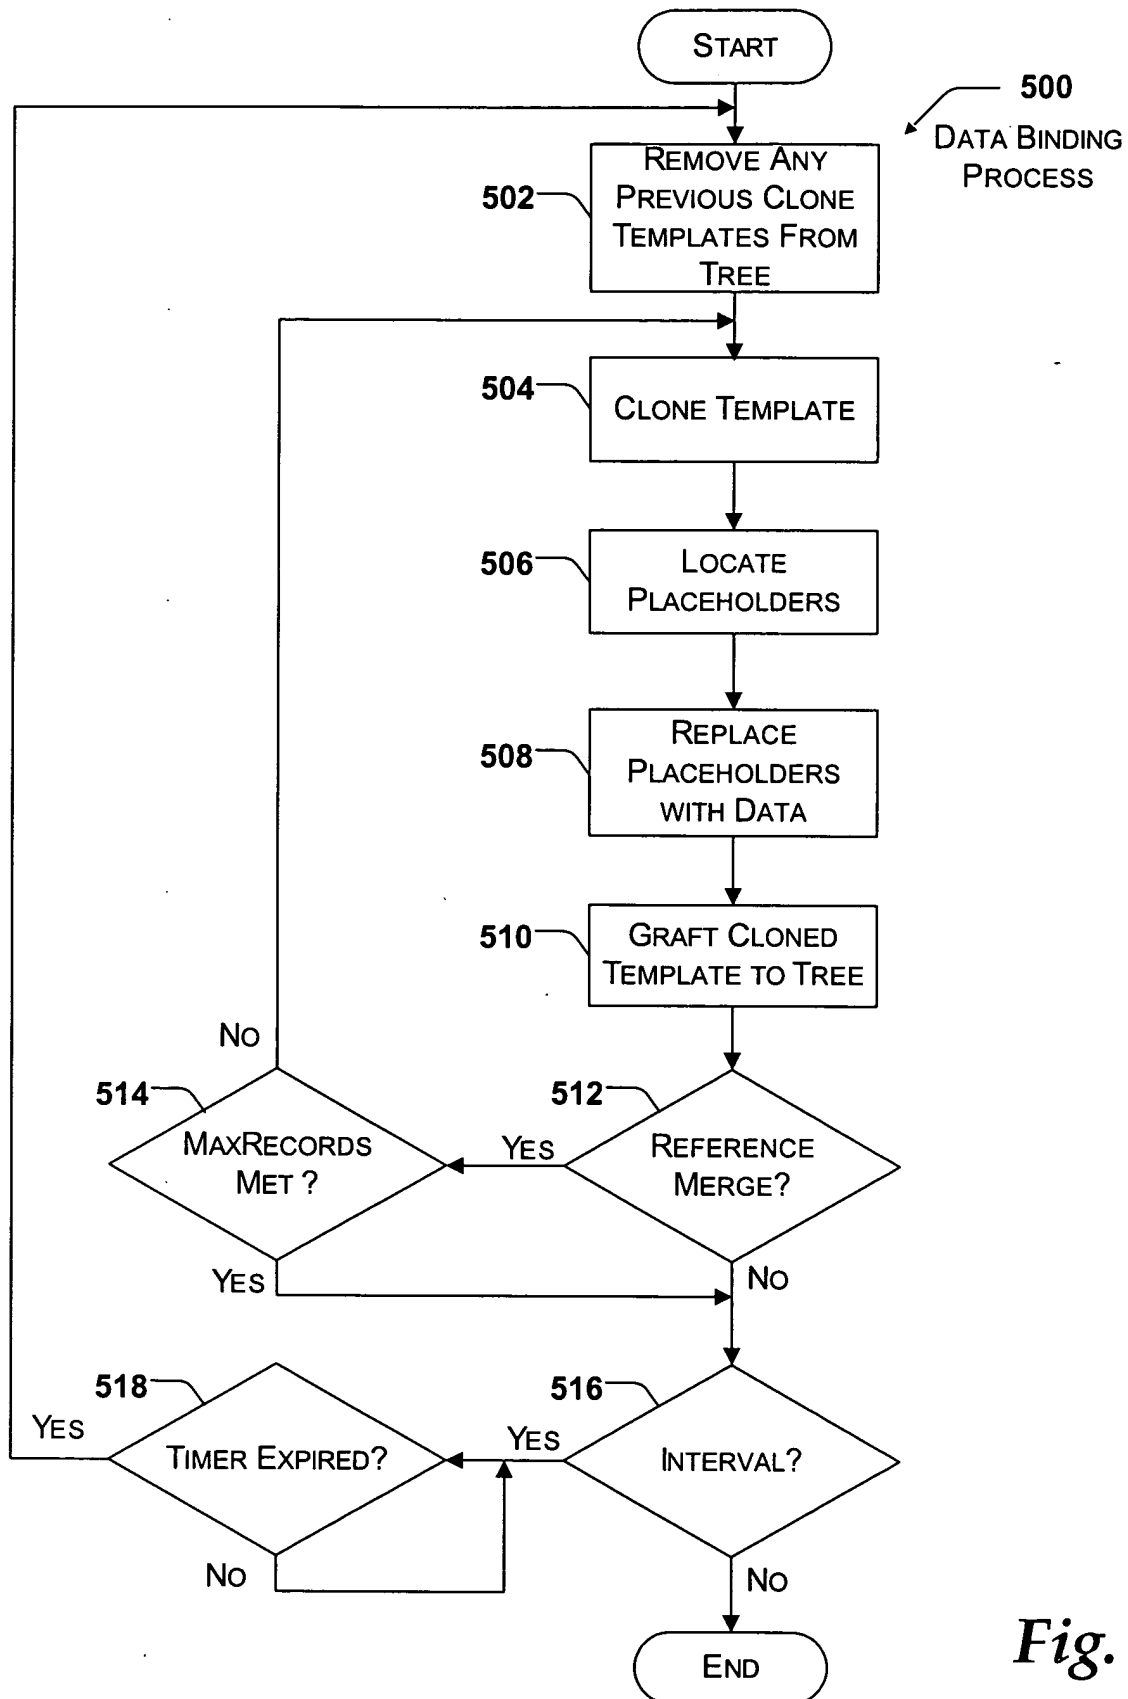 START
500
DATA BINDING
PROCESS
502
REMOVE ANY
PREVIOUS CLONE
TEMPLATES FROM
TREE
504
CLONE TEMPLATE
506
LOCATE
PLACEHOLDERS
508
REPLACE
PLACEHOLDERS
WITH DATA
510
GRAFT CLONED
TEMPLATE TO TREE
NO
514
MAXRECORDS
MET ?
YES
512
REFERENCE
MERGE?
YES
NO
518
TIMER EXPIRED?
YES
NO
516
INTERVAL?
YES
NO
END
Fig.